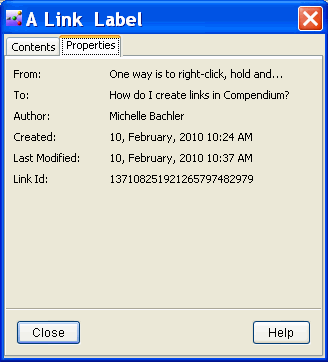 A Link Label
Contents Properties
From: One way is to right-click, hold and...
To: How do I create links in Compendium?
Author: Michelle Bachler
Created: 10, February, 2010 10:24 AM
Last Modified: 10, February, 2010 10:37 AM
Link Id: 137108251921265797482979
Close Help